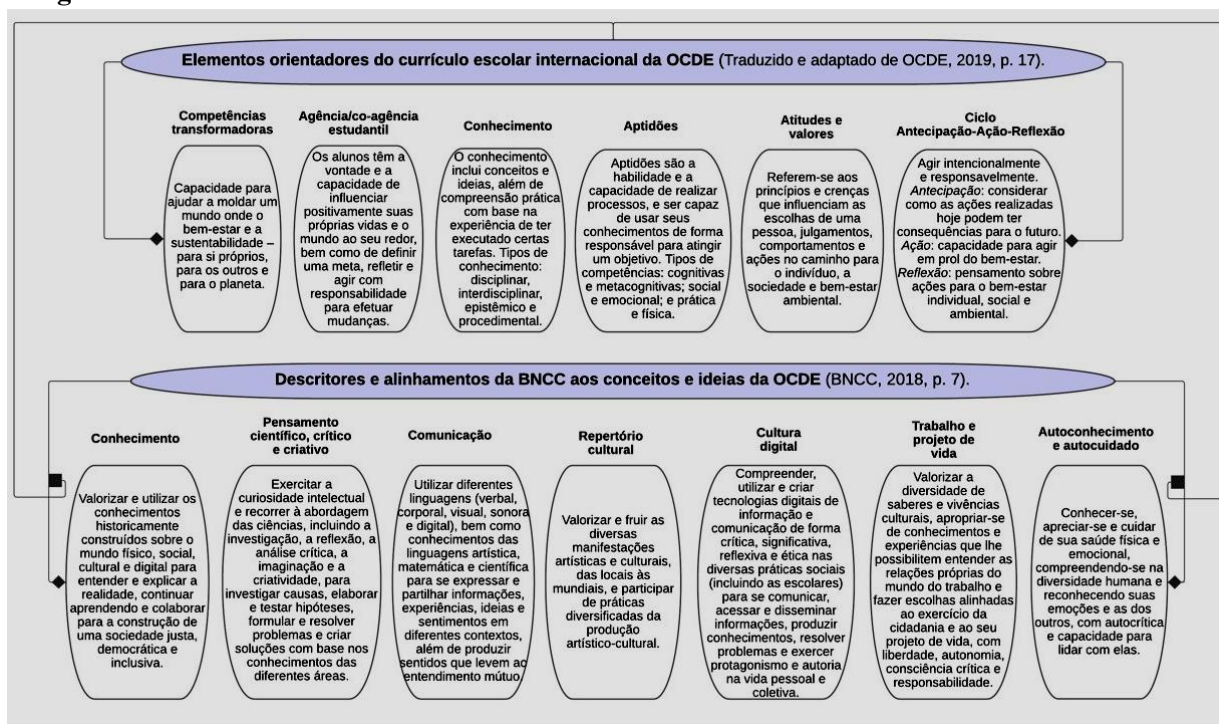 Elementos orientadores do currículo escolar internacional da OCDE (Traduzido e adaptado de OCDE, 2019, p. 17).
Competências
transformadoras
Capacidade para
ajudar a moldar um
mundo onde o
bem-estar e a
sustentabilidade –
para si próprios,
para os outros e
para o planeta.
Agência/co-agência
estudantil
Os alunos têm a
vontade e a
capacidade de
influenciar
positivamente suas
próprias vidas e o
mundo ao seu redor,
bem como de definir
uma meta, refletir e
agir com
responsabilidade
para efetuar
mudanças.
Conhecimento
O conhecimento
inclui conceitos e
ideias, além de
compreensão prática
com base na
experiência de ter
executado certas
tarefas. Tipos de
conhecimento:
disciplinar,
interdisciplinar,
epistêmico e
procedimental.
Aptidões
Aptidões são a
habilidade e a
capacidade de realizar
processos, e ser capaz
de usar seus
conhecimentos de forma
responsável para atingir
um objetivo. Tipos de
competências: cognitivas
e metacognitivas; social
e emocional; e prática
e física.
Atitudes e
valores
Referem-se aos
princípios e crenças
que influenciam as
escolhas de uma
pessoa, julgamentos,
comportamentos e
ações no caminho para
o indivíduo, a
sociedade e bem-estar
ambiental.
Ciclo
Antecipação-Ação-Reflexão
Agir intencionalmente
e responsavelmente.
Antecipação: considerar
como as ações realizadas
hoje podem ter
consequências para o futuro.
Ação: capacidade para agir
em prol do bem-estar.
Reflexão: pensamento sobre
ações para o bem-estar
individual, social e
ambiental.
Descritores e alinhamentos da BNCC aos conceitos e ideias da OCDE (BNCC, 2018, p. 7).
Conhecimento
Valorizar e utilizar os
conhecimentos
historicamente
construídos sobre o
mundo físico, social,
cultural e digital para
entender e explicar a
realidade, continuar
aprendendo e colaborar
para a construção de
uma sociedade justa,
democrática e
inclusiva.
Pensamento
científico, crítico
e criativo
Exercitar a
curiosidade intelectual
e recorrer à abordagem
das ciências, incluindo a
investigação, a reflexão, a
análise crítica, a
imaginação e a
criatividade, para
investigar causas, elaborar
e testar hipóteses,
formular e resolver
problemas e criar
soluções com base nos
conhecimentos das
diferentes áreas.
Comunicação
Utilizar diferentes
linguagens (verbal,
corporal, visual, sonora
e digital), bem como
conhecimentos das
linguagens artística,
matemática e científica
para se expressar e
partilhar informações,
experiências, ideias e
sentimentos em
diferentes contextos,
além de produzir
sentidos que levem ao
entendimento mútuo.
Repertório
cultural
Valorizar e fruir as
diversas
manifestações
artísticas e culturais,
das locais às
mundiais, e participar
de práticas
diversificadas da
produção
artístico-cultural.
Cultura
digital
Compreender,
utilizar e criar
tecnologias digitais de
informação e
comunicação de forma
crítica, significativa,
reflexiva e ética nas
diversas práticas sociais
(incluindo as escolares)
para se comunicar,
acessar e disseminar
informações, produzir
conhecimentos, resolver
problemas e exercer
protagonismo e autoria
na vida pessoal e
coletiva.
Trabalho e
projeto de
vida
Valorizar a
diversidade de
saberes e vivências
culturais, apropriar-se
de conhecimentos e
experiências que lhe
possibilitem entender as
relações próprias do
mundo do trabalho e
fazer escolhas alinhadas
ao exercício da
cidadania e ao seu
projeto de vida, com
liberdade, autonomia,
consciência crítica e
responsabilidade.
Autoconhecimento
e autocuidado
Conhecer-se,
apreciar-se e cuidar
de sua saúde física e
emocional,
compreendendo-se na
diversidade humana e
reconhecendo suas
emoções e as dos
outros, com autocrítica
e capacidade para
lidar com elas.